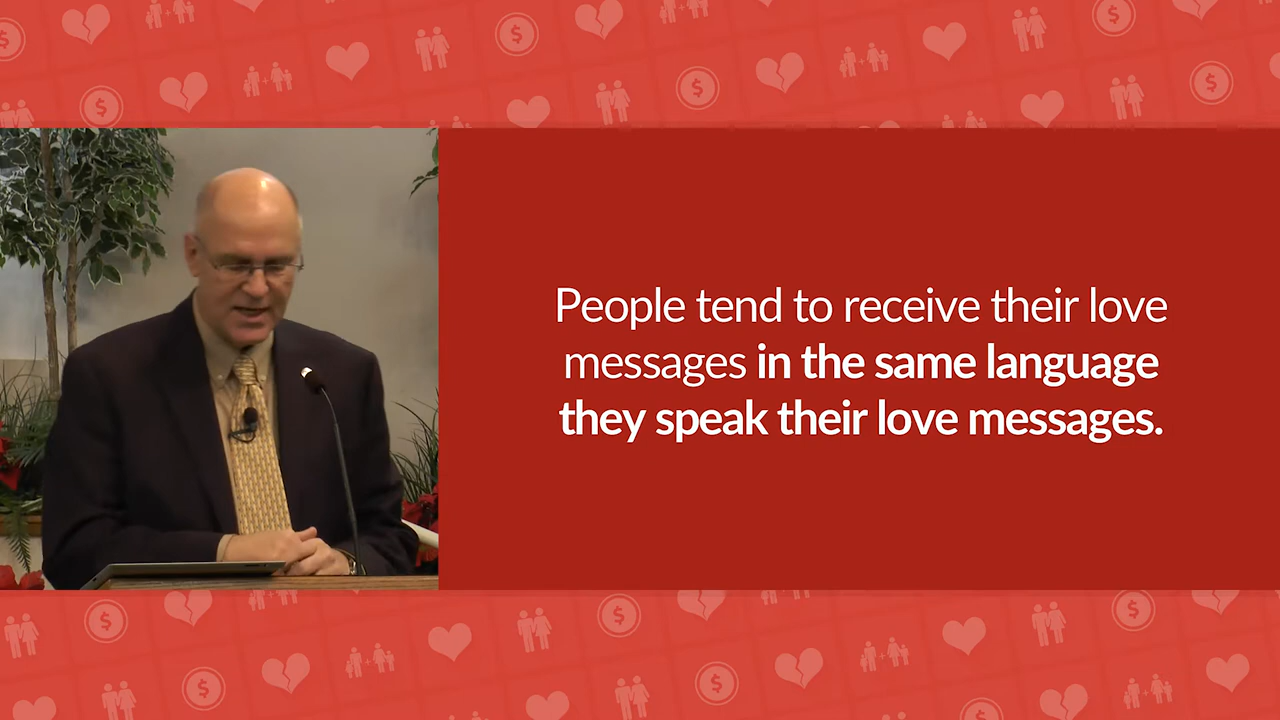 People tend to receive their love
messages in the same language
they speak their love messages.